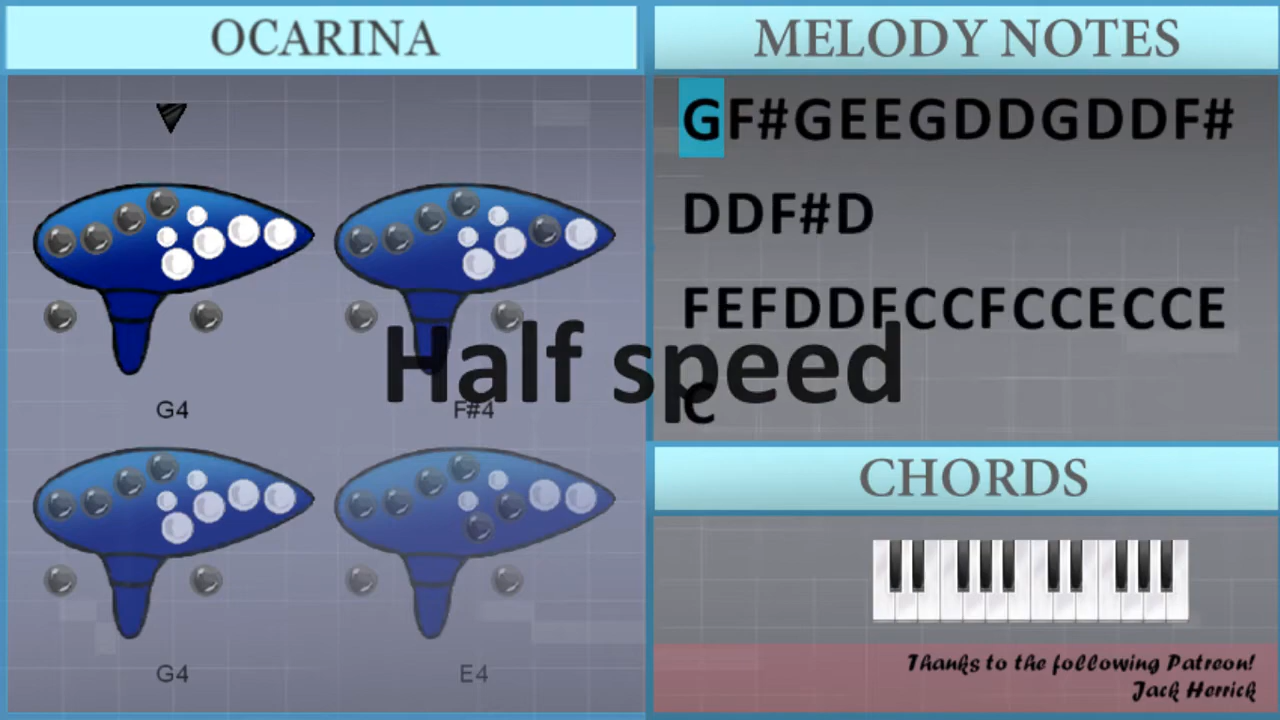 OCARINA
MELODY NOTES
GF#GEEGDDGDDF#
DDF#D
FEFDDFCCFCCECCE
C
Half speed
G4
F#4
G4
E4
CHORDS
Thanks to the following Patreon!
Jack Herrick